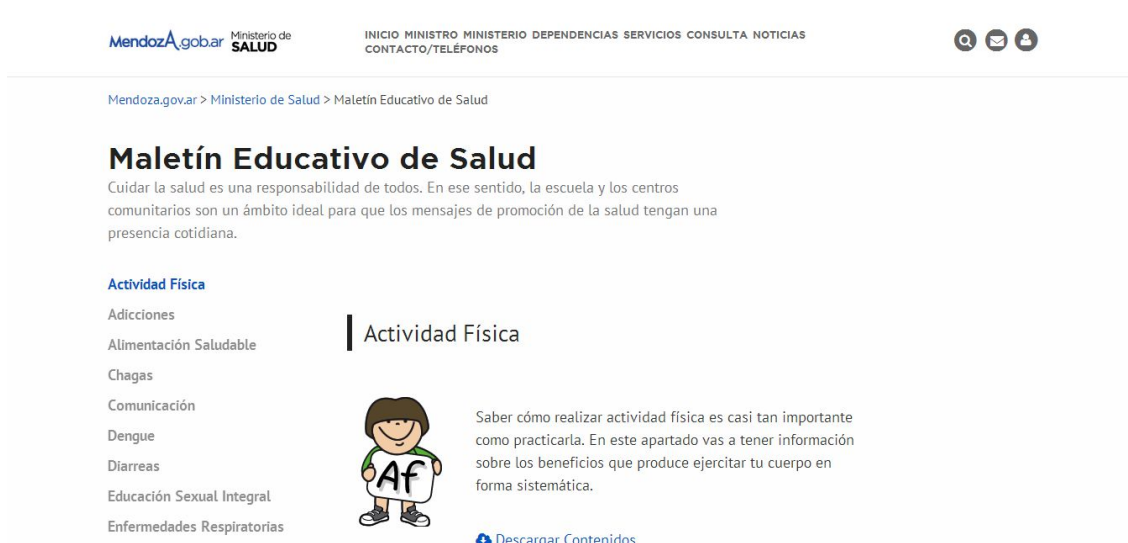 MendozA.gob.ar Ministerio de
SALUD
INICIO MINISTRO MINISTERIO DEPENDENCIAS SERVICIOS CONSULTA NOTICIAS
CONTACTO/TELÉFONOS
Mendoza.gov.ar > Ministerio de Salud > Maletín Educativo de Salud
Maletín Educativo de Salud
Cuidar la salud es una responsabilidad de todos. En ese sentido, la escuela y los centros
comunitarios son un ámbito ideal para que los mensajes de promoción de la salud tengan una
presencia cotidiana.
Actividad Física
Adicciones
Alimentación Saludable
Chagas
Comunicación
Dengue
Diarreas
Educación Sexual Integral
Enfermedades Respiratorias
Actividad Física
Af
Saber cómo realizar actividad física es casi tan importante
como practicarla. En este apartado vas a tener información
sobre los beneficios que produce ejercitar tu cuerpo en
forma sistemática.
Descargar Contenidos